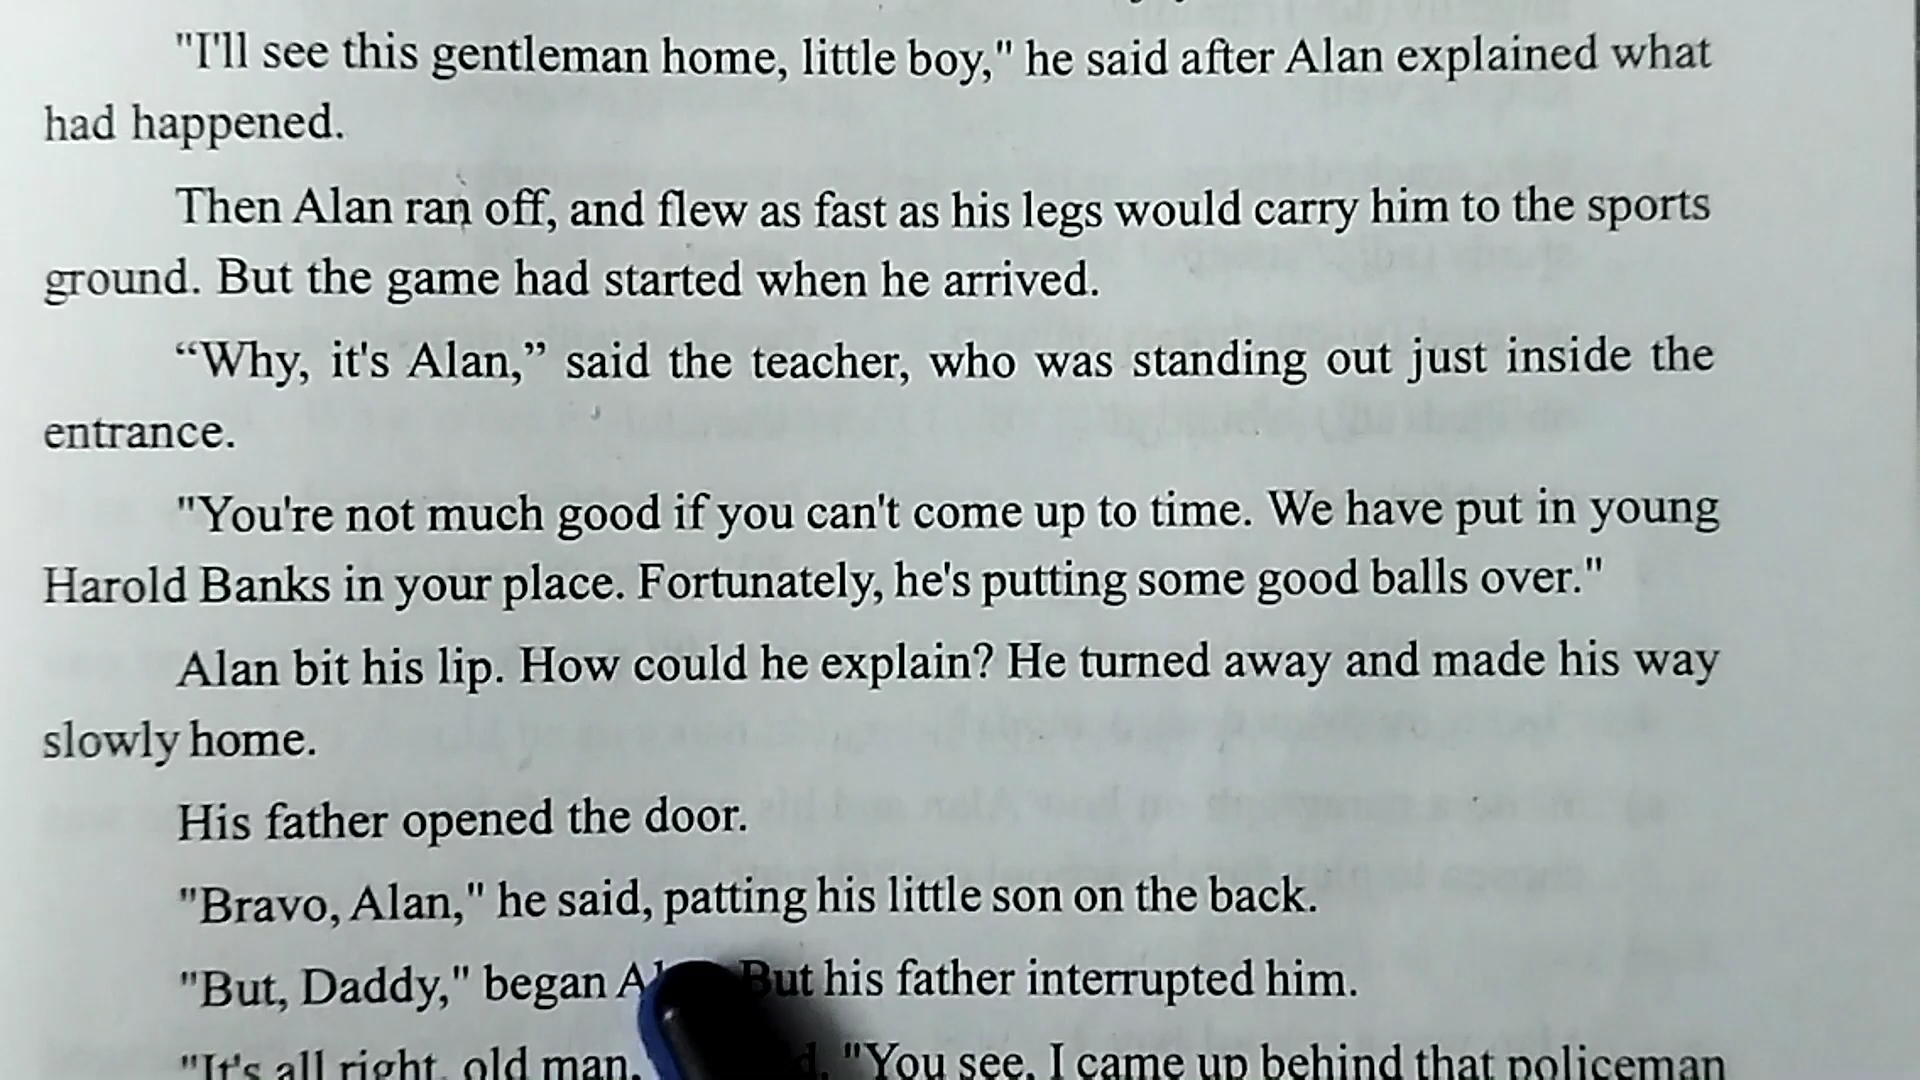 "I'll see this gentleman home, little boy," he said after Alan explained what
had happened.
Then Alan ran off, and flew as fast as his legs would carry him to the sports
ground. But the game had started when he arrived.
“Why, it's Alan,” said the teacher, who was standing out just inside the
entrance.
"You're not much good if you can't come up to time. We have put in young
Harold Banks in your place. Fortunately, he's putting some good balls over."
Alan bit his lip. How could he explain? He turned away and made his way
slowly home.
His father opened the door.
"Bravo, Alan," he said, patting his little son on the back.
"But, Daddy," began But his father interrupted him.
"It's all right, old man. "You see, I came up behind that policeman